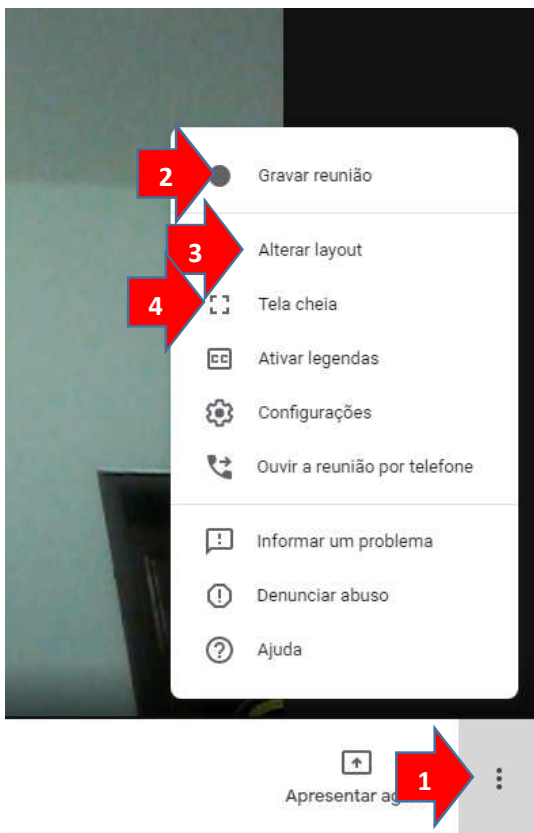 2
Gravar reunião
3
Alterar layout
4
Tela cheia
CC
Ativar legendas
Configurações
Ouvir a reunião por telefone
Informar um problema
Denunciar abuso
Ajuda
Apresentar
1